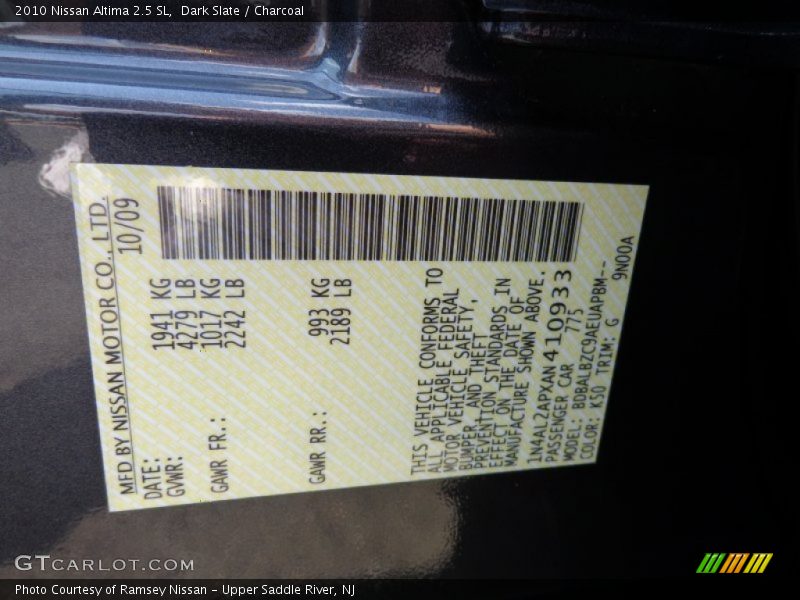 2010 Nissan Altima 2.5 SL,  Dark Slate / Charcoal
MFD BY NISSAN MOTOR CO., LTD.
DATE: 10/09
GVWR: 1941 KG
4279 LB
GAWR FR.: 1017 KG
2242 LB
GAWR RR.: 993 KG
2189 LB
THIS VEHICLE CONFORMS TO
ALL APPLICABLE FEDERAL
MOTOR VEHICLE SAFETY,
BUMPER, AND THEFT
PREVENTION STANDARDS IN
EFFECT ON THE DATE OF
MANUFACTURE SHOWN ABOVE.
1N4AL2APXAN410933
PASSENGER CAR 775
MODEL: BDBALBZC9AEUAPBM--
COLOR: K50 TRIM: G 9N00A
GTCARLOT.COM
Photo Courtesy of Ramsey Nissan – Upper Saddle River, NJ